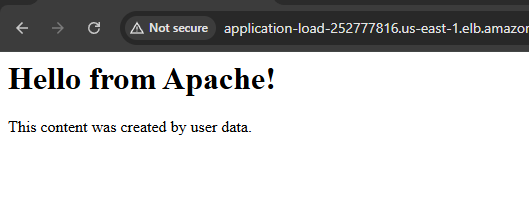 Not secure application-load-252777816.us-east-1.elb.amazon
Hello from Apache!
This content was created by user data.